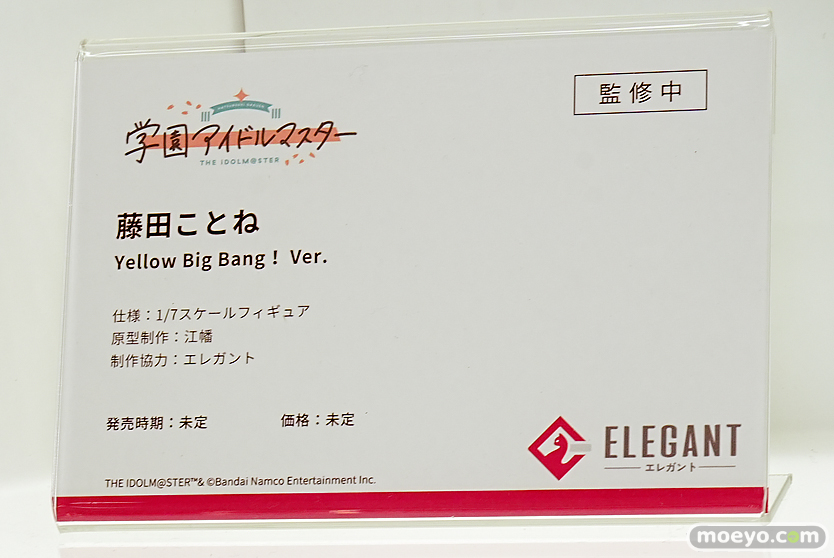 監修中
HATSUBOSHI GAKUEN
学園アイドルマスター
THE IDOLM@STER
藤田ことね
Yellow Big Bang！ Ver.
仕様：1/7スケールフィギュア
原型制作：江幡
制作協力：エレガント
発売時期：未定
価格：未定
ELEGANT
エレガント
THE IDOLM@STER™& ©Bandai Namco Entertainment Inc.
moeyo.com